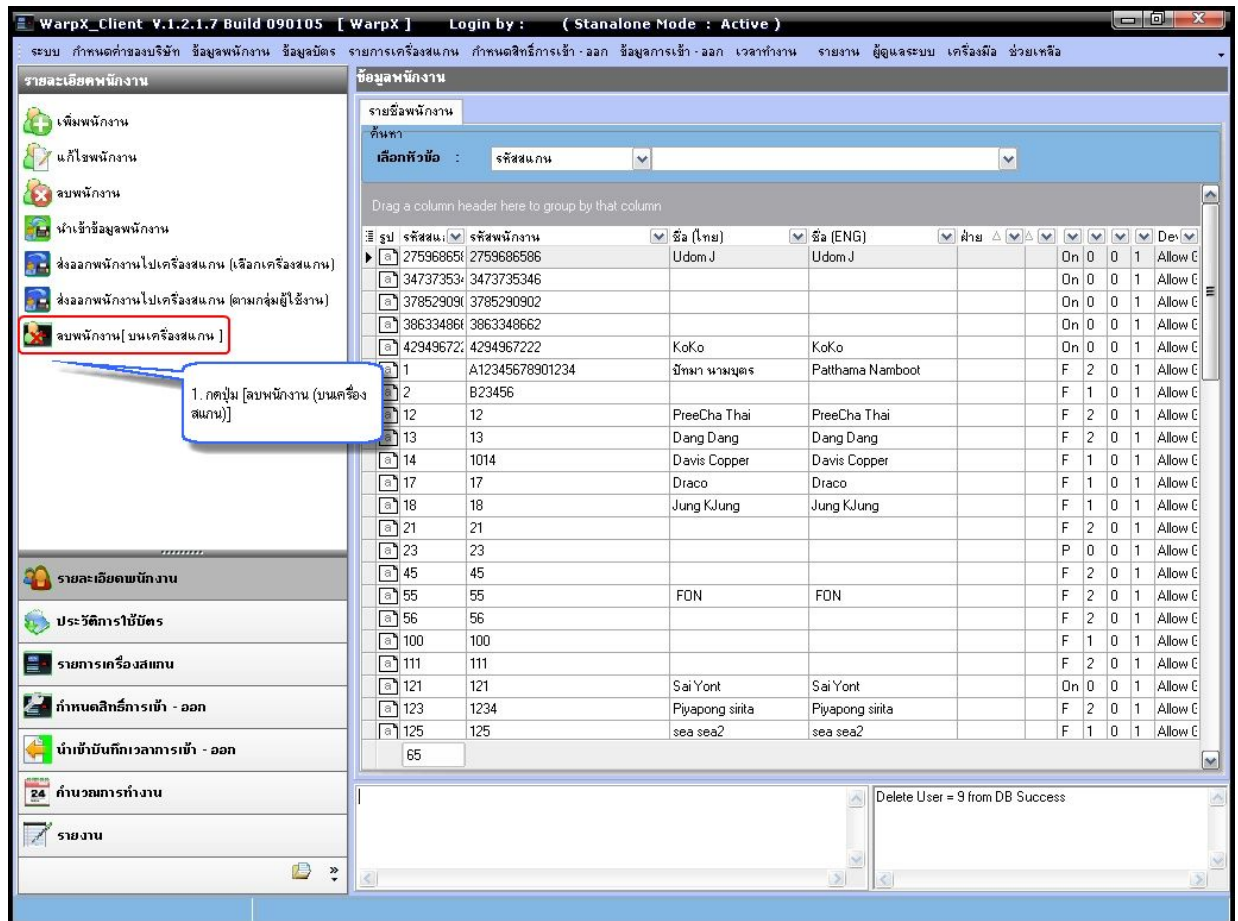 WarpX_Client V.1.2.1.7 Build 090105 [ WarpX ] Login by : ( Stanalone Mode : Active )
ระบบ กำหนดค่าของบริษัท ข้อมูลพนักงาน ข้อมูลบัตร รายการเครื่องสแกน กำหนดสิทธิ์การเข้า - ออก ข้อมูลการเข้า - ออก เวลาทำงาน รายงาน ผู้ดูแลระบบ เครื่องมือ ช่วยเหลือ
รายละเอียดพนักงาน
เพิ่มพนักงาน
แก้ไขพนักงาน
ลบพนักงาน
นำเข้าข้อมูลพนักงาน
ส่งออกพนักงานไปเครื่องสแกน (เลือกเครื่องสแกน)
ส่งออกพนักงานไปเครื่องสแกน (ตามกลุ่มผู้ใช้งาน)
ลบพนักงาน[ บนเครื่องสแกน ]
1. กดปุ่ม [ลบพนักงาน (บนเครื่อง
สแกน)]
รายละเอียดพนักงาน
ประวัติการใช้บัตร
รายการเครื่องสแกน
กำหนดสิทธิ์การเข้า - ออก
นำเข้าบันทึกเวลาการเข้า - ออก
24 คำนวณการทำงาน
รายงาน
»
ข้อมูลพนักงาน
รายชื่อพนักงาน
ค้นหา
เลือกหัวข้อ : รหัสสแกน
Drag a column header here to group by that column
รูป รหัสสแ รหัสพนักงาน ชื่อ (ไทย) ชื่อ (ENG) ฝ่าย Dev
275968658 2759686586 Udom J Udom J On 0 0 1 Allow
347373534 3473735346 On 0 0 1 Allow
378529090 3785290902 On 0 0 1 Allow
386334866 3863348662 On 0 0 1 Allow
429496722 4294967222 KoKo KoKo On 0 0 1 Allow
1 A12345678901234 ปัทมา นามบุตร Patthama Namboot F 2 0 1 Allow
2 B23456 F 1 0 1 Allow
12 12 PreeCha Thai PreeCha Thai F 2 0 1 Allow
13 13 Dang Dang Dang Dang F 2 0 1 Allow
14 1014 Davis Copper Davis Copper F 1 0 1 Allow
17 17 Draco Draco F 1 0 1 Allow
18 18 Jung KJung Jung KJung F 1 0 1 Allow
21 21 F 2 0 1 Allow
23 23 P 0 0 1 Allow
45 45 F 2 0 1 Allow
55 55 FON FON F 2 0 1 Allow
56 56 F 2 0 1 Allow
100 100 F 1 0 1 Allow
111 111 F 2 0 1 Allow
121 121 Sai Yont Sai Yont On 0 0 1 Allow
123 1234 Piyapong sirita Piyapong sirita F 2 0 1 Allow
125 125 sea sea2 sea sea2 F 1 0 1 Allow
65
Delete User = 9 from DB Success